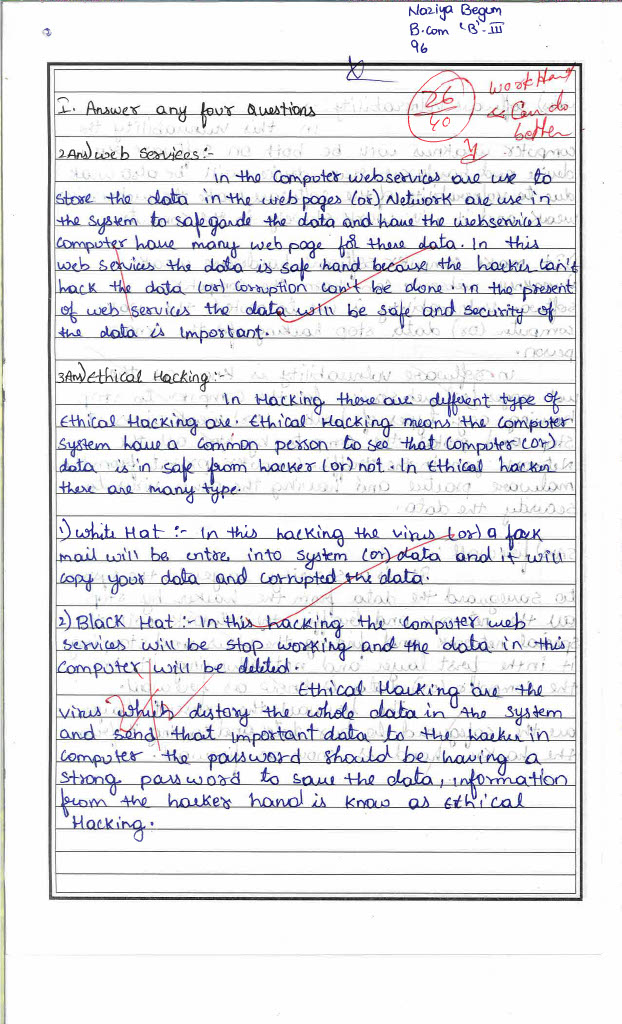 Naziya Begum
B.com 'B'-III
96
26
40
work Hard
& Can do
better
I. Answer any four Questions
2Ans) web services:-
In the computer webservices are use to
store the data in the web pages (or) Network are use in
the system to safegarde the data and have the webservices
computer have many web page for there data. In this
web services the data is safe hand because the hacker can't
hack the data (or) corruption can't be done. In the present
of web services the data will be safe and security of
the data is Important.
3Ans) Ethical Hacking:-
In Hacking there are different type of
Ethical Hacking are. Ethical Hacking means the computer
system have a common person to see that computer (or)
data is in safe from hacker (or) not. In Ethical hacker
there are many type.
1) white Hat :- In this hacking the virus (or) a fack
mail will be entre into system (or) data and it will
copy your data and corrupted the data.
2) Black Hat :- In this hacking the computer web
services will be stop working and the data in this
computer will be deleted.
Ethical Hacking are the
virus which distory the whole data in the system
and send that important data to the hacker in
computer the password should be having a
strong password to save the data, information
from the hacker hand is know as Ethical
Hacking.